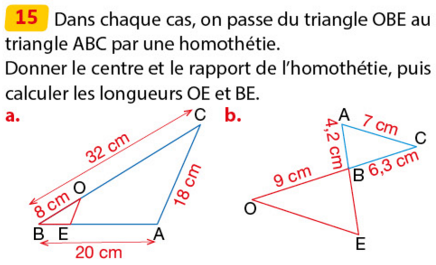 15 Dans chaque cas, on passe du triangle OBE au
triangle ABC par une homothétie.
Donner le centre et le rapport de l'homothétie, puis
calculer les longueurs OE et BE.
a.
C
32 cm
O
8 cm
18 cm
B E A
20 cm
b.
A
7 cm
4,2 cm
C
B
6,3 cm
9 cm
O
E